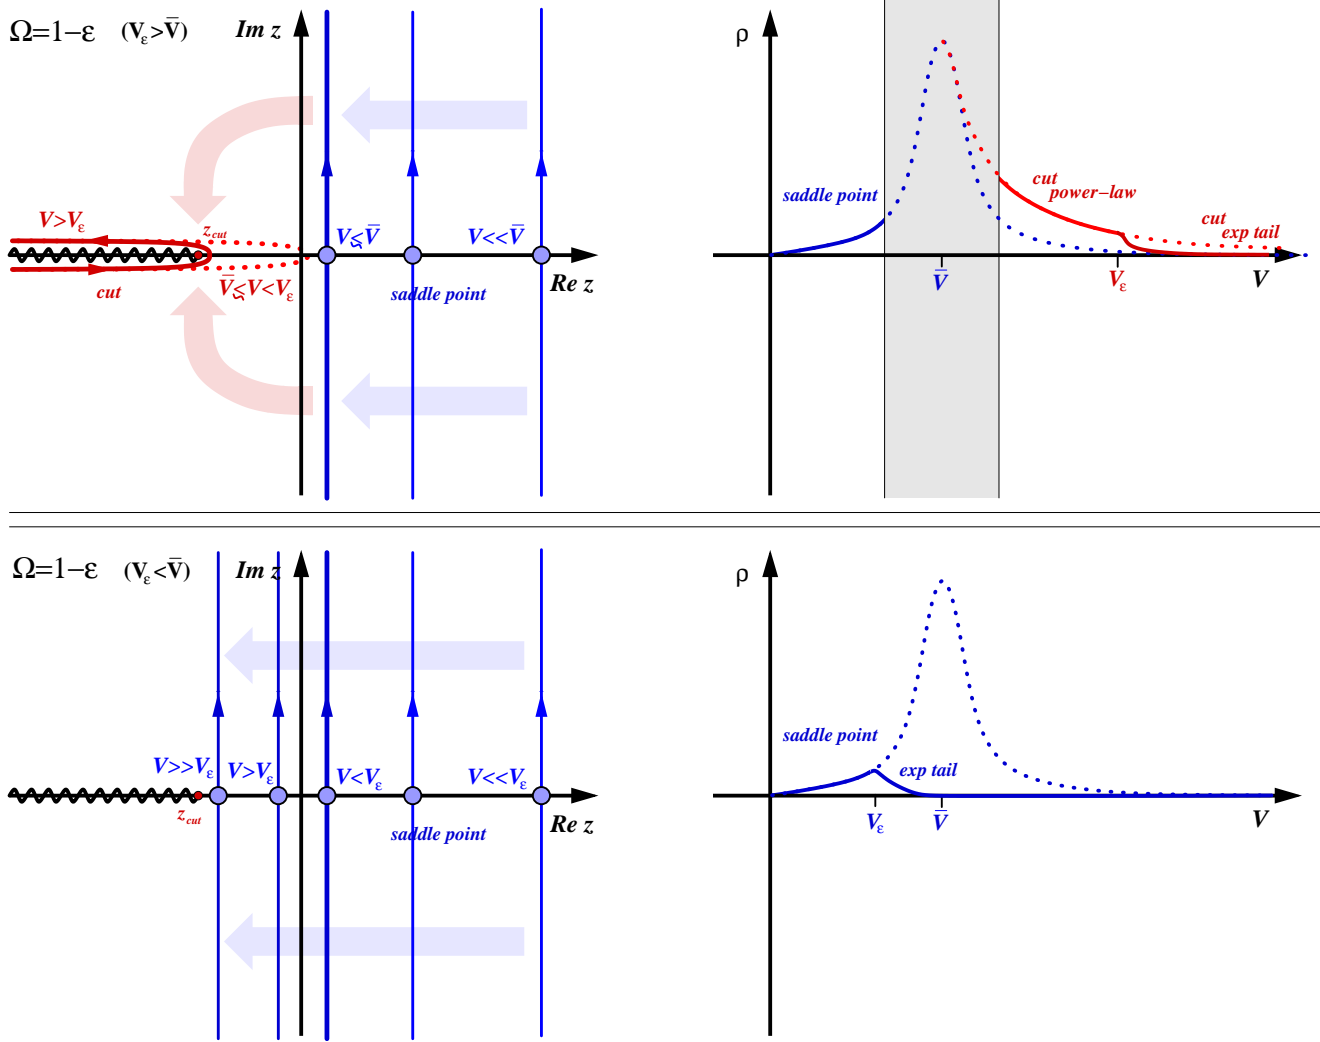 Ω=1−ε (V_ε>V̄) Im z
ρ
saddle point
cut
power−law
cut
exp tail
V>V_ε
z_cut
V≲V̄
V<<V̄
cut
V̄≲V<V_ε
saddle point
Re z
V̄
V_ε
V
Ω=1−ε (V_ε<V̄) Im z
ρ
saddle point
exp tail
V>>V_ε
V>V_ε
V<V_ε
V<<V_ε
z_cut
saddle point
Re z
V_ε
V̄
V